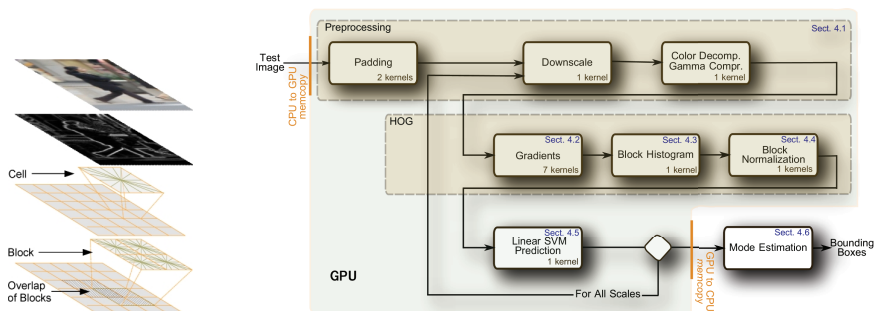 Cell
Block
Overlap
of Blocks
Preprocessing
Sect. 4.1
Test
Image
CPU to GPU
memcopy
Padding
2 kernels
Downscale
1 kernel
Color Decomp.
Gamma Compr.
1 kernel
HOG
Sect. 4.2
Gradients
7 kernels
Sect. 4.3
Block Histogram
1 kernel
Sect. 4.4
Block
Normalization
1 kernel
Sect. 4.5
Linear SVM
Prediction
1 kernel
GPU
For All Scales
GPU to CPU
memcopy
Sect. 4.6
Mode Estimation
Bounding
Boxes